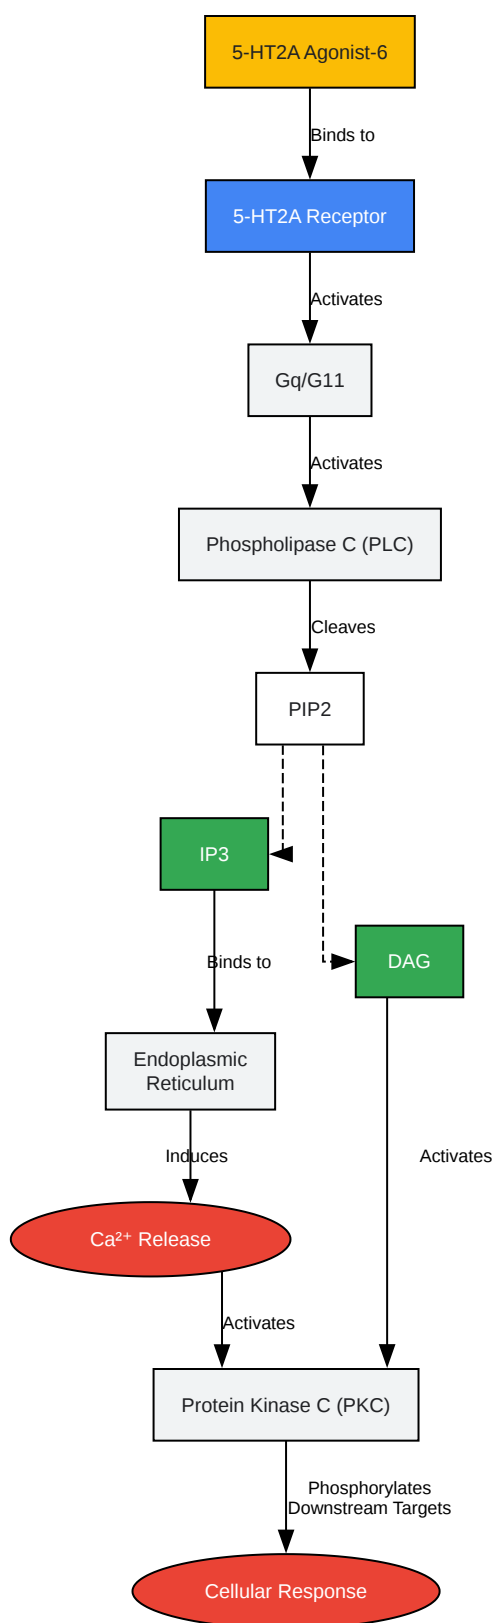 5-HT2A Agonist-6
Binds to
5-HT2A Receptor
Activates
Gq/G11
Activates
Phospholipase C (PLC)
Cleaves
PIP2
IP3
Binds to
DAG
Endoplasmic
Reticulum
Induces
Activates
Ca²⁺ Release
Activates
Protein Kinase C (PKC)
Phosphorylates
Downstream Targets
Cellular Response